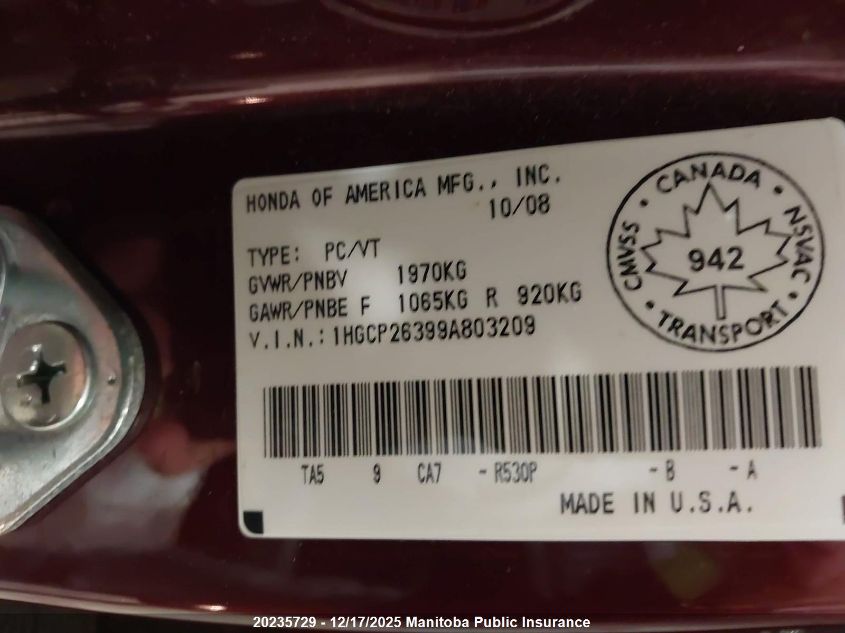 HONDA OF AMERICA MFG., INC.
10/08
TYPE: PC/VT
GVWR/PNBV 1970KG
GAWR/PNBE F 1065KG R 920KG
V.I.N.: 1HGCP26399A803209
CANADA
CMVSS
NSVAC
942
TRANSPORT
TA5 9 CA7 -R530P -B -A
MADE IN U.S.A.
20235729 - 12/17/2025 Manitoba Public Insurance